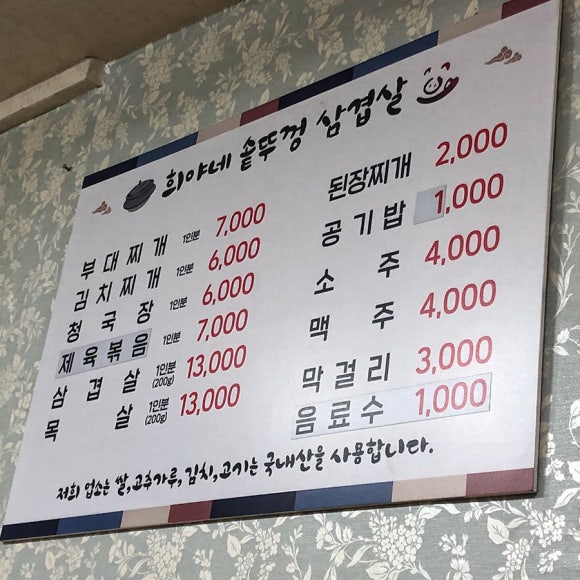 희야네 솥뚜껑 삼겹살
부대찌개 1인분 7,000
김치찌개 1인분 6,000
청국장 1인분 6,000
제육볶음 1인분 7,000
삼겹살 1인분 (200g) 13,000
목살 1인분 (200g) 13,000
된장찌개 2,000
공기밥 1,000
소주 4,000
맥주 4,000
막걸리 3,000
음료수 1,000
저희 업소는 쌀,고추가루,김치,고기는 국내산을 사용합니다.